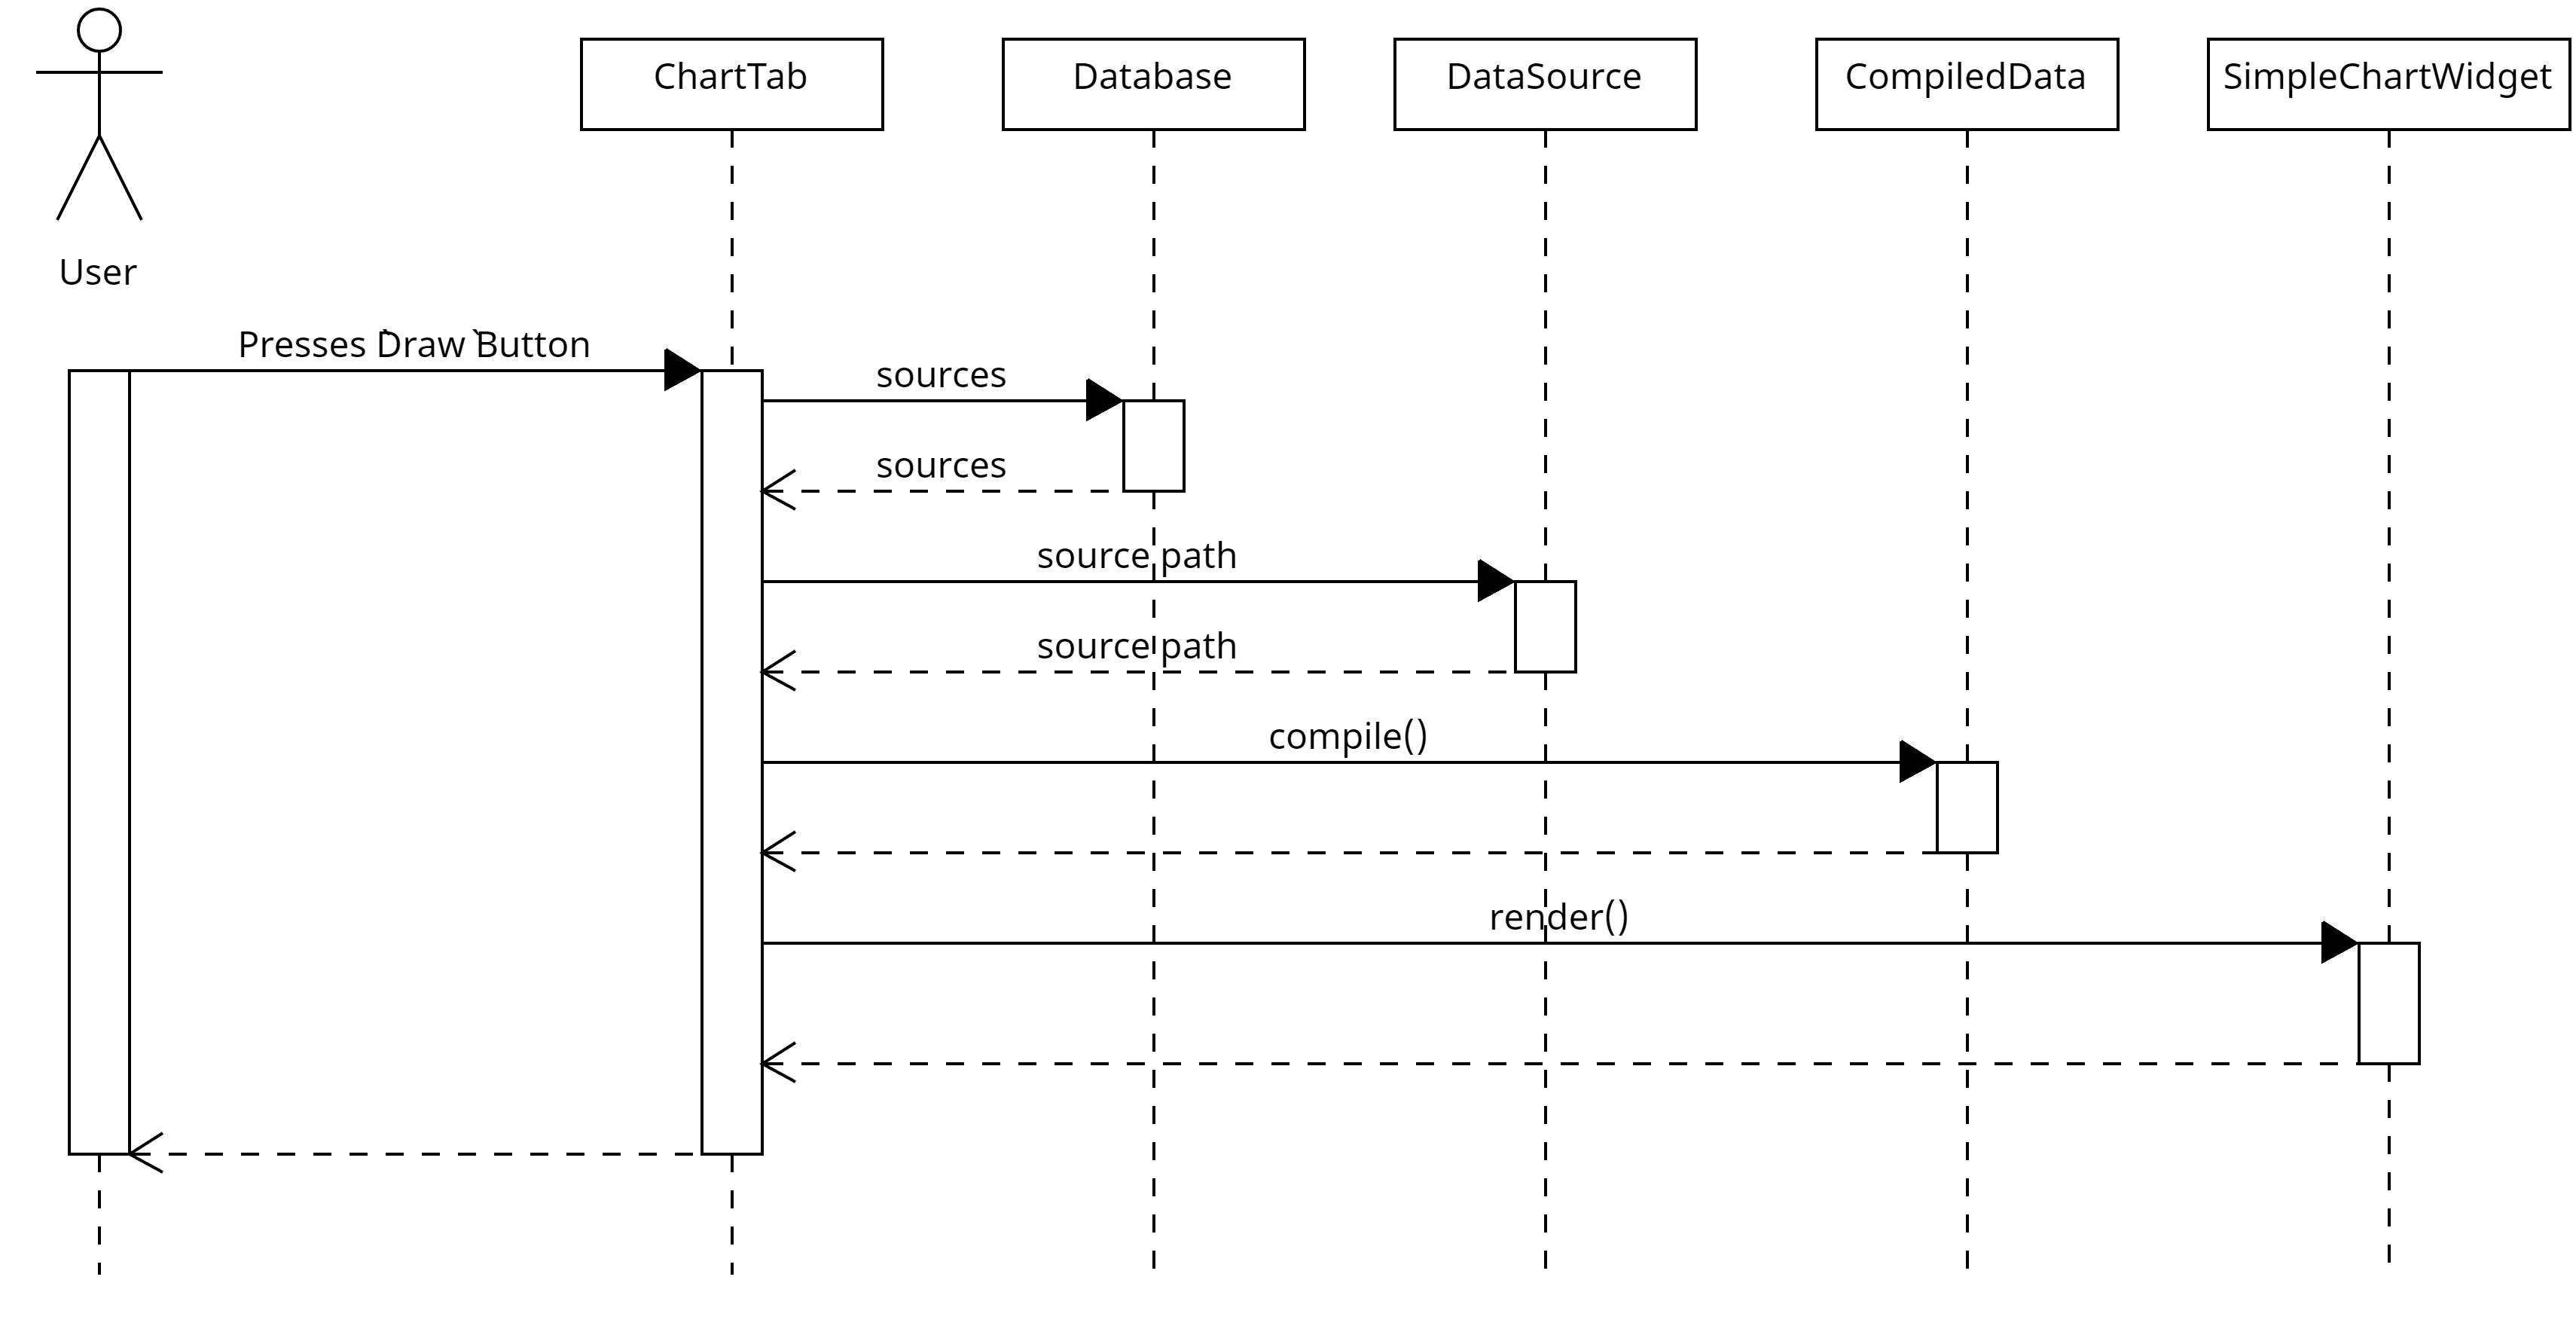 ChartTab
Database
DataSource
CompiledData
SimpleChartWidget
User
Presses `Draw` Button
sources
sources
source path
source path
compile()
render()